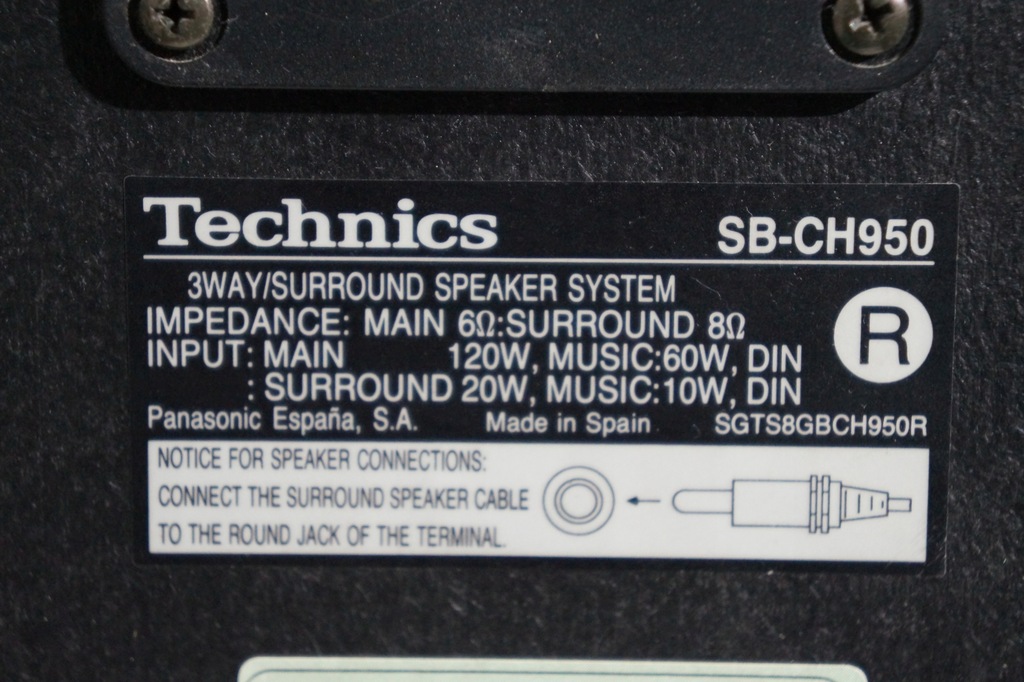 Technics SB-CH950
3WAY/SURROUND SPEAKER SYSTEM
IMPEDANCE: MAIN 6Ω:SURROUND 8Ω
R
INPUT: MAIN 120W, MUSIC:60W, DIN
: SURROUND 20W, MUSIC:10W, DIN
Panasonic España, S.A. Made in Spain SGTS8GBCH950R
NOTICE FOR SPEAKER CONNECTIONS:
CONNECT THE SURROUND SPEAKER CABLE
TO THE ROUND JACK OF THE TERMINAL.